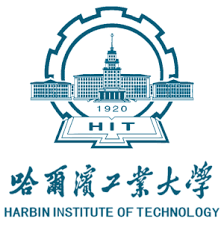 1920
HIT
哈爾濱工業大學
HARBIN INSTITUTE OF TECHNOLOGY